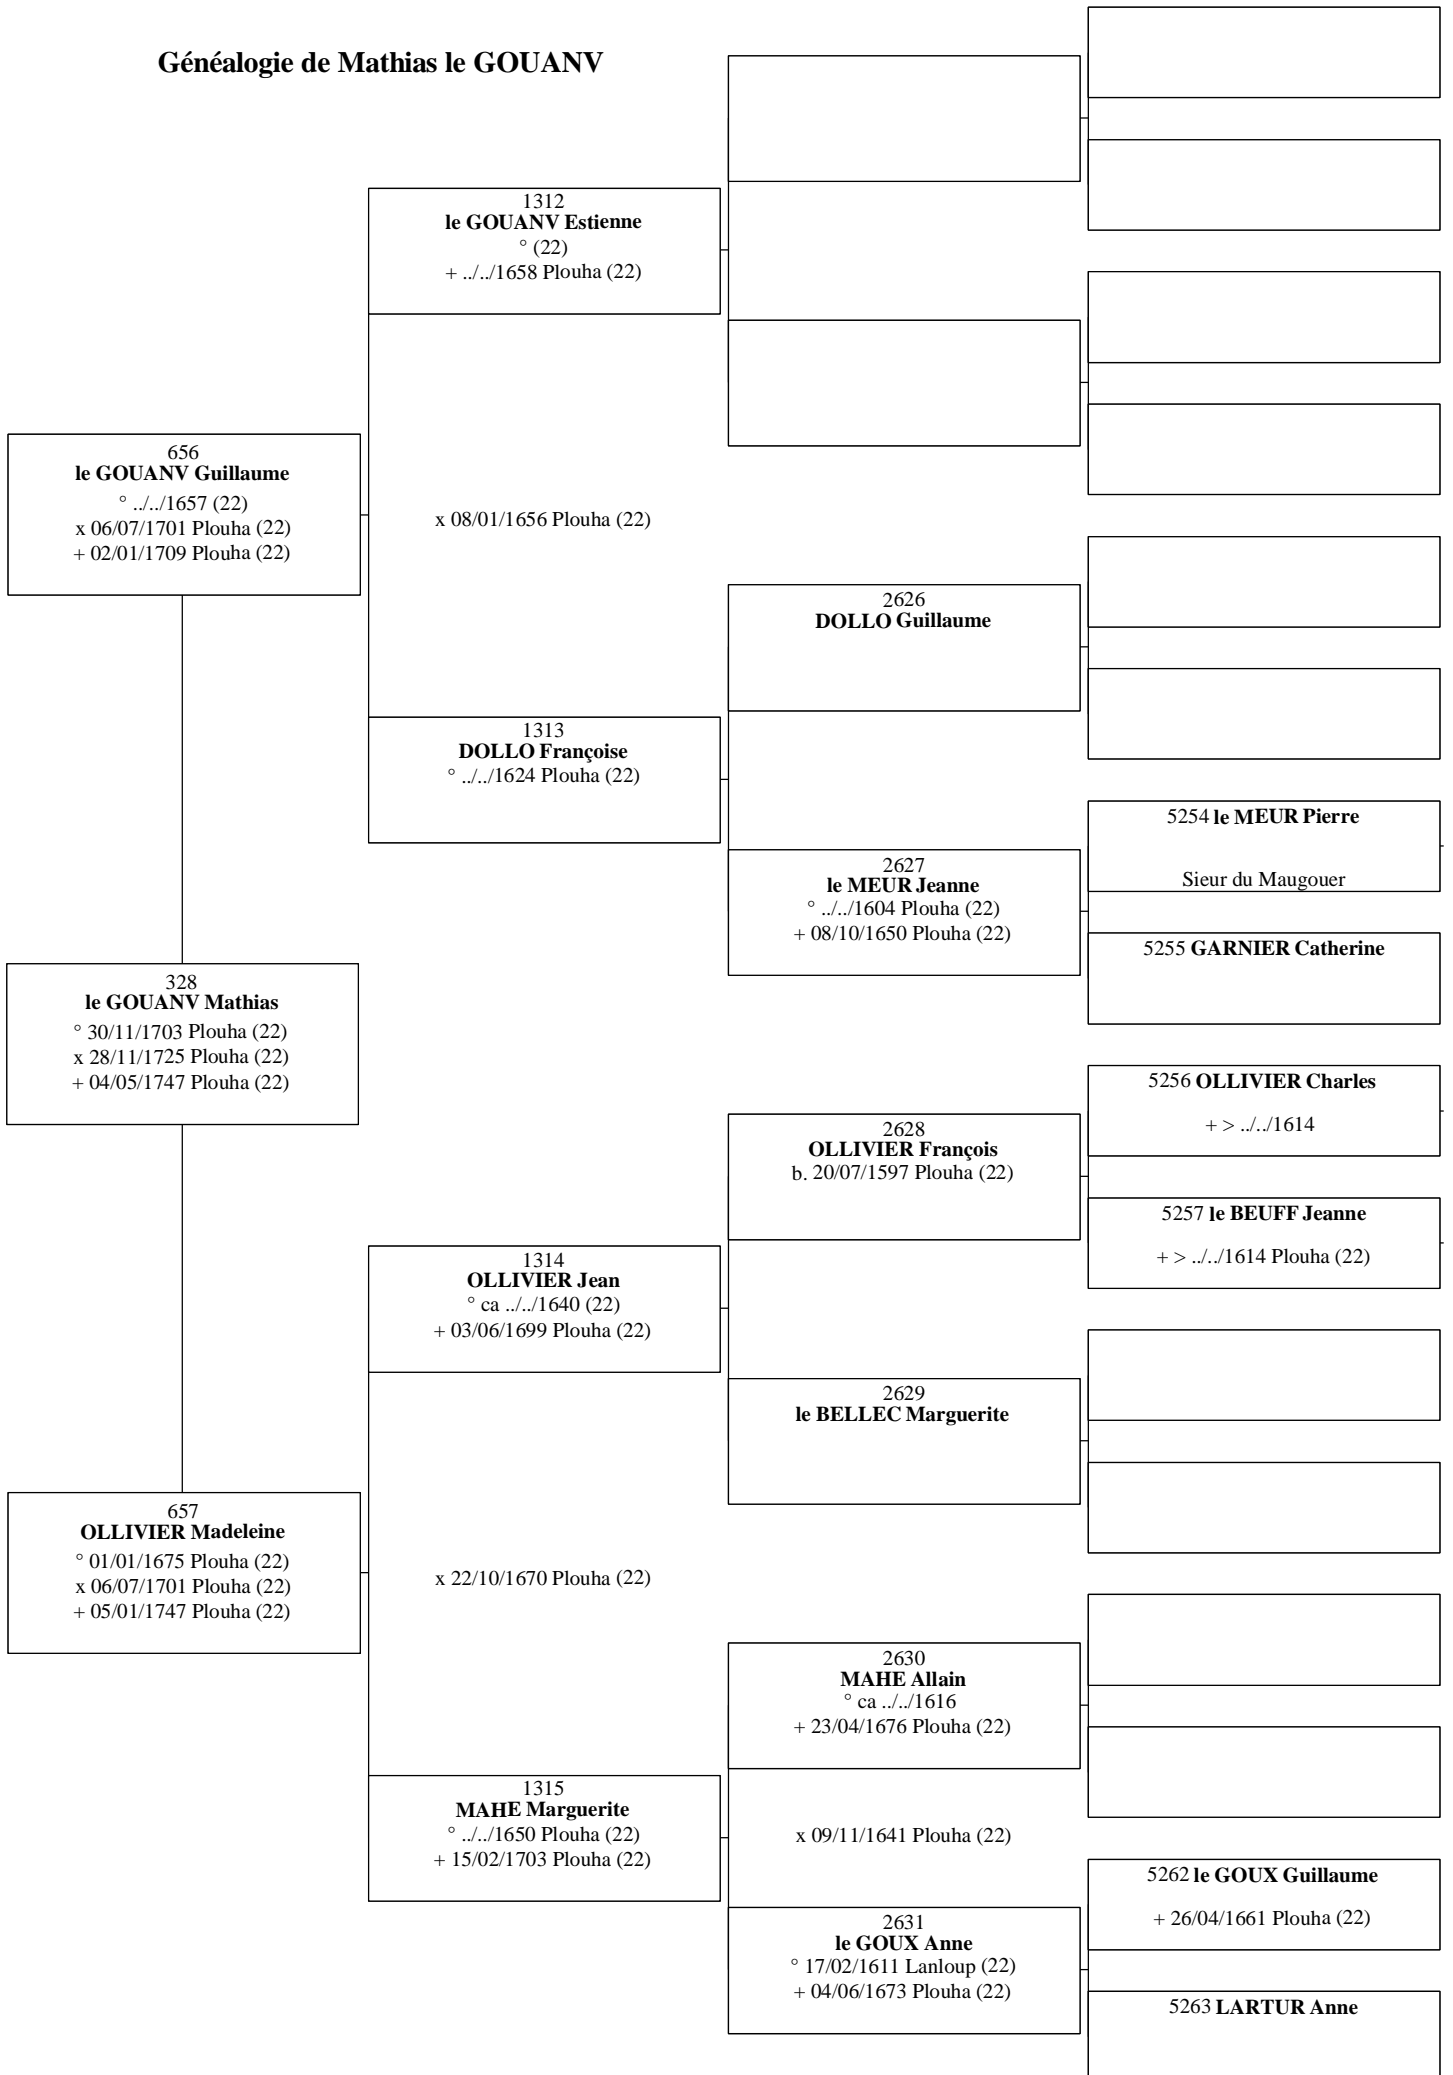 Généalogie de Mathias le GOUANV
1312
le GOUANV Estienne
° (22)
+ ../../1658 Plouha (22)
656
le GOUANV Guillaume
° ../../1657 (22)
x 06/07/1701 Plouha (22)
+ 02/01/1709 Plouha (22)
x 08/01/1656 Plouha (22)
2626
DOLLO Guillaume
1313
DOLLO Françoise
° ../../1624 Plouha (22)
5254 le MEUR Pierre
Sieur du Maugouer
2627
le MEUR Jeanne
° ../../1604 Plouha (22)
+ 08/10/1650 Plouha (22)
5255 GARNIER Catherine
328
le GOUANV Mathias
° 30/11/1703 Plouha (22)
x 28/11/1725 Plouha (22)
+ 04/05/1747 Plouha (22)
5256 OLLIVIER Charles
+ > ../../1614
2628
OLLIVIER François
b. 20/07/1597 Plouha (22)
5257 le BEUFF Jeanne
+ > ../../1614 Plouha (22)
1314
OLLIVIER Jean
° ca ../../1640 (22)
+ 03/06/1699 Plouha (22)
2629
le BELLEC Marguerite
657
OLLIVIER Madeleine
° 01/01/1675 Plouha (22)
x 06/07/1701 Plouha (22)
+ 05/01/1747 Plouha (22)
x 22/10/1670 Plouha (22)
2630
MAHE Allain
° ca ../../1616
+ 23/04/1676 Plouha (22)
1315
MAHE Marguerite
° ../../1650 Plouha (22)
+ 15/02/1703 Plouha (22)
x 09/11/1641 Plouha (22)
5262 le GOUX Guillaume
+ 26/04/1661 Plouha (22)
2631
le GOUX Anne
° 17/02/1611 Lanloup (22)
+ 04/06/1673 Plouha (22)
5263 LARTUR Anne